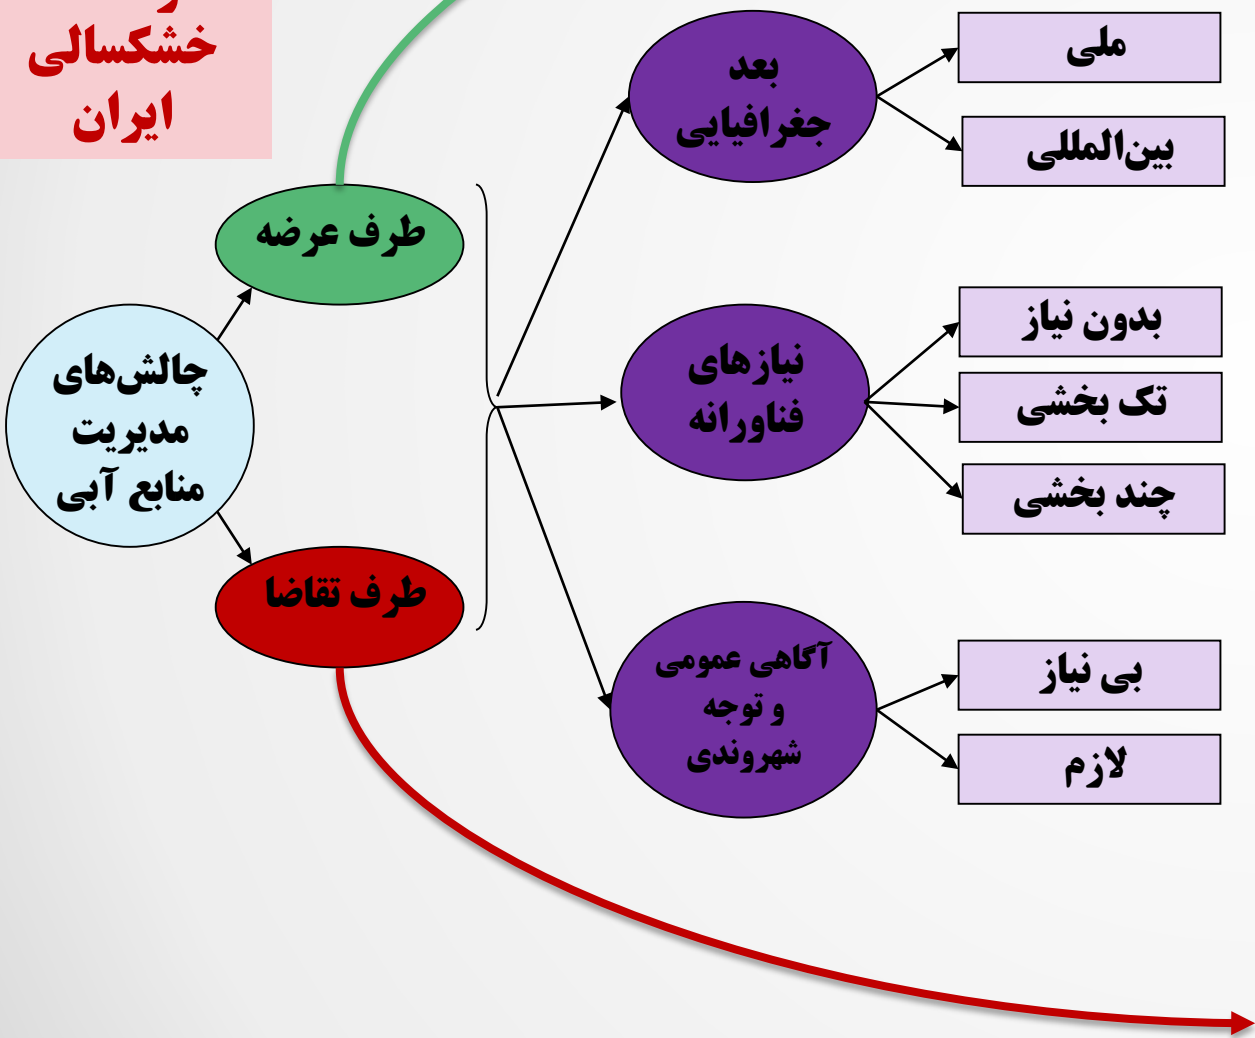 خشکسالی
ایران
چالش‌های
مدیریت
منابع آبی
طرف عرضه
طرف تقاضا
بعد
جغرافیایی
ملی
بین‌المللی
نیازهای
فناورانه
بدون نیاز
تک بخشی
چند بخشی
آگاهی عمومی
و توجه
شهروندی
بی نیاز
لازم